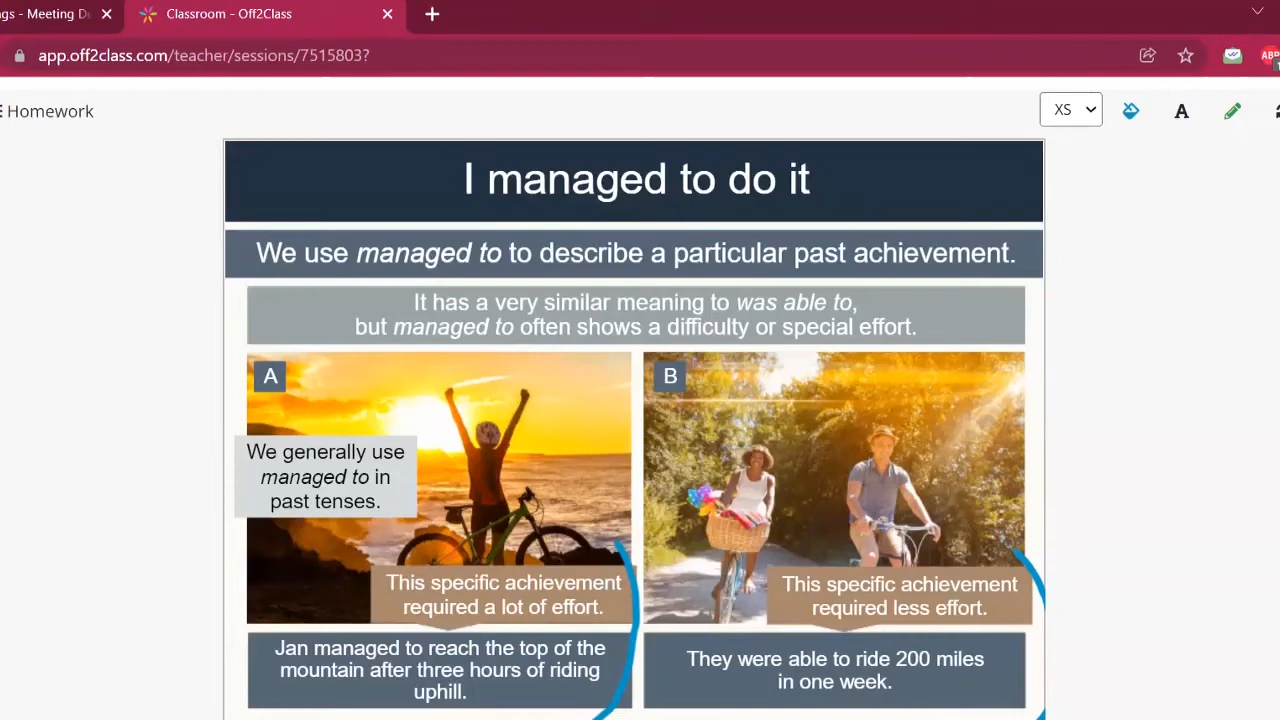 gs - Meeting D
Classroom - Off2Class
app.off2class.com/teacher/sessions/7515803?
ABP
Homework
XS
A
I managed to do it
We use managed to to describe a particular past achievement.
It has a very similar meaning to was able to,
but managed to often shows a difficulty or special effort.
A
B
We generally use
managed to in
past tenses.
This specific achievement
required a lot of effort.
This specific achievement
required less effort.
Jan managed to reach the top of the
mountain after three hours of riding
uphill.
They were able to ride 200 miles
in one week.